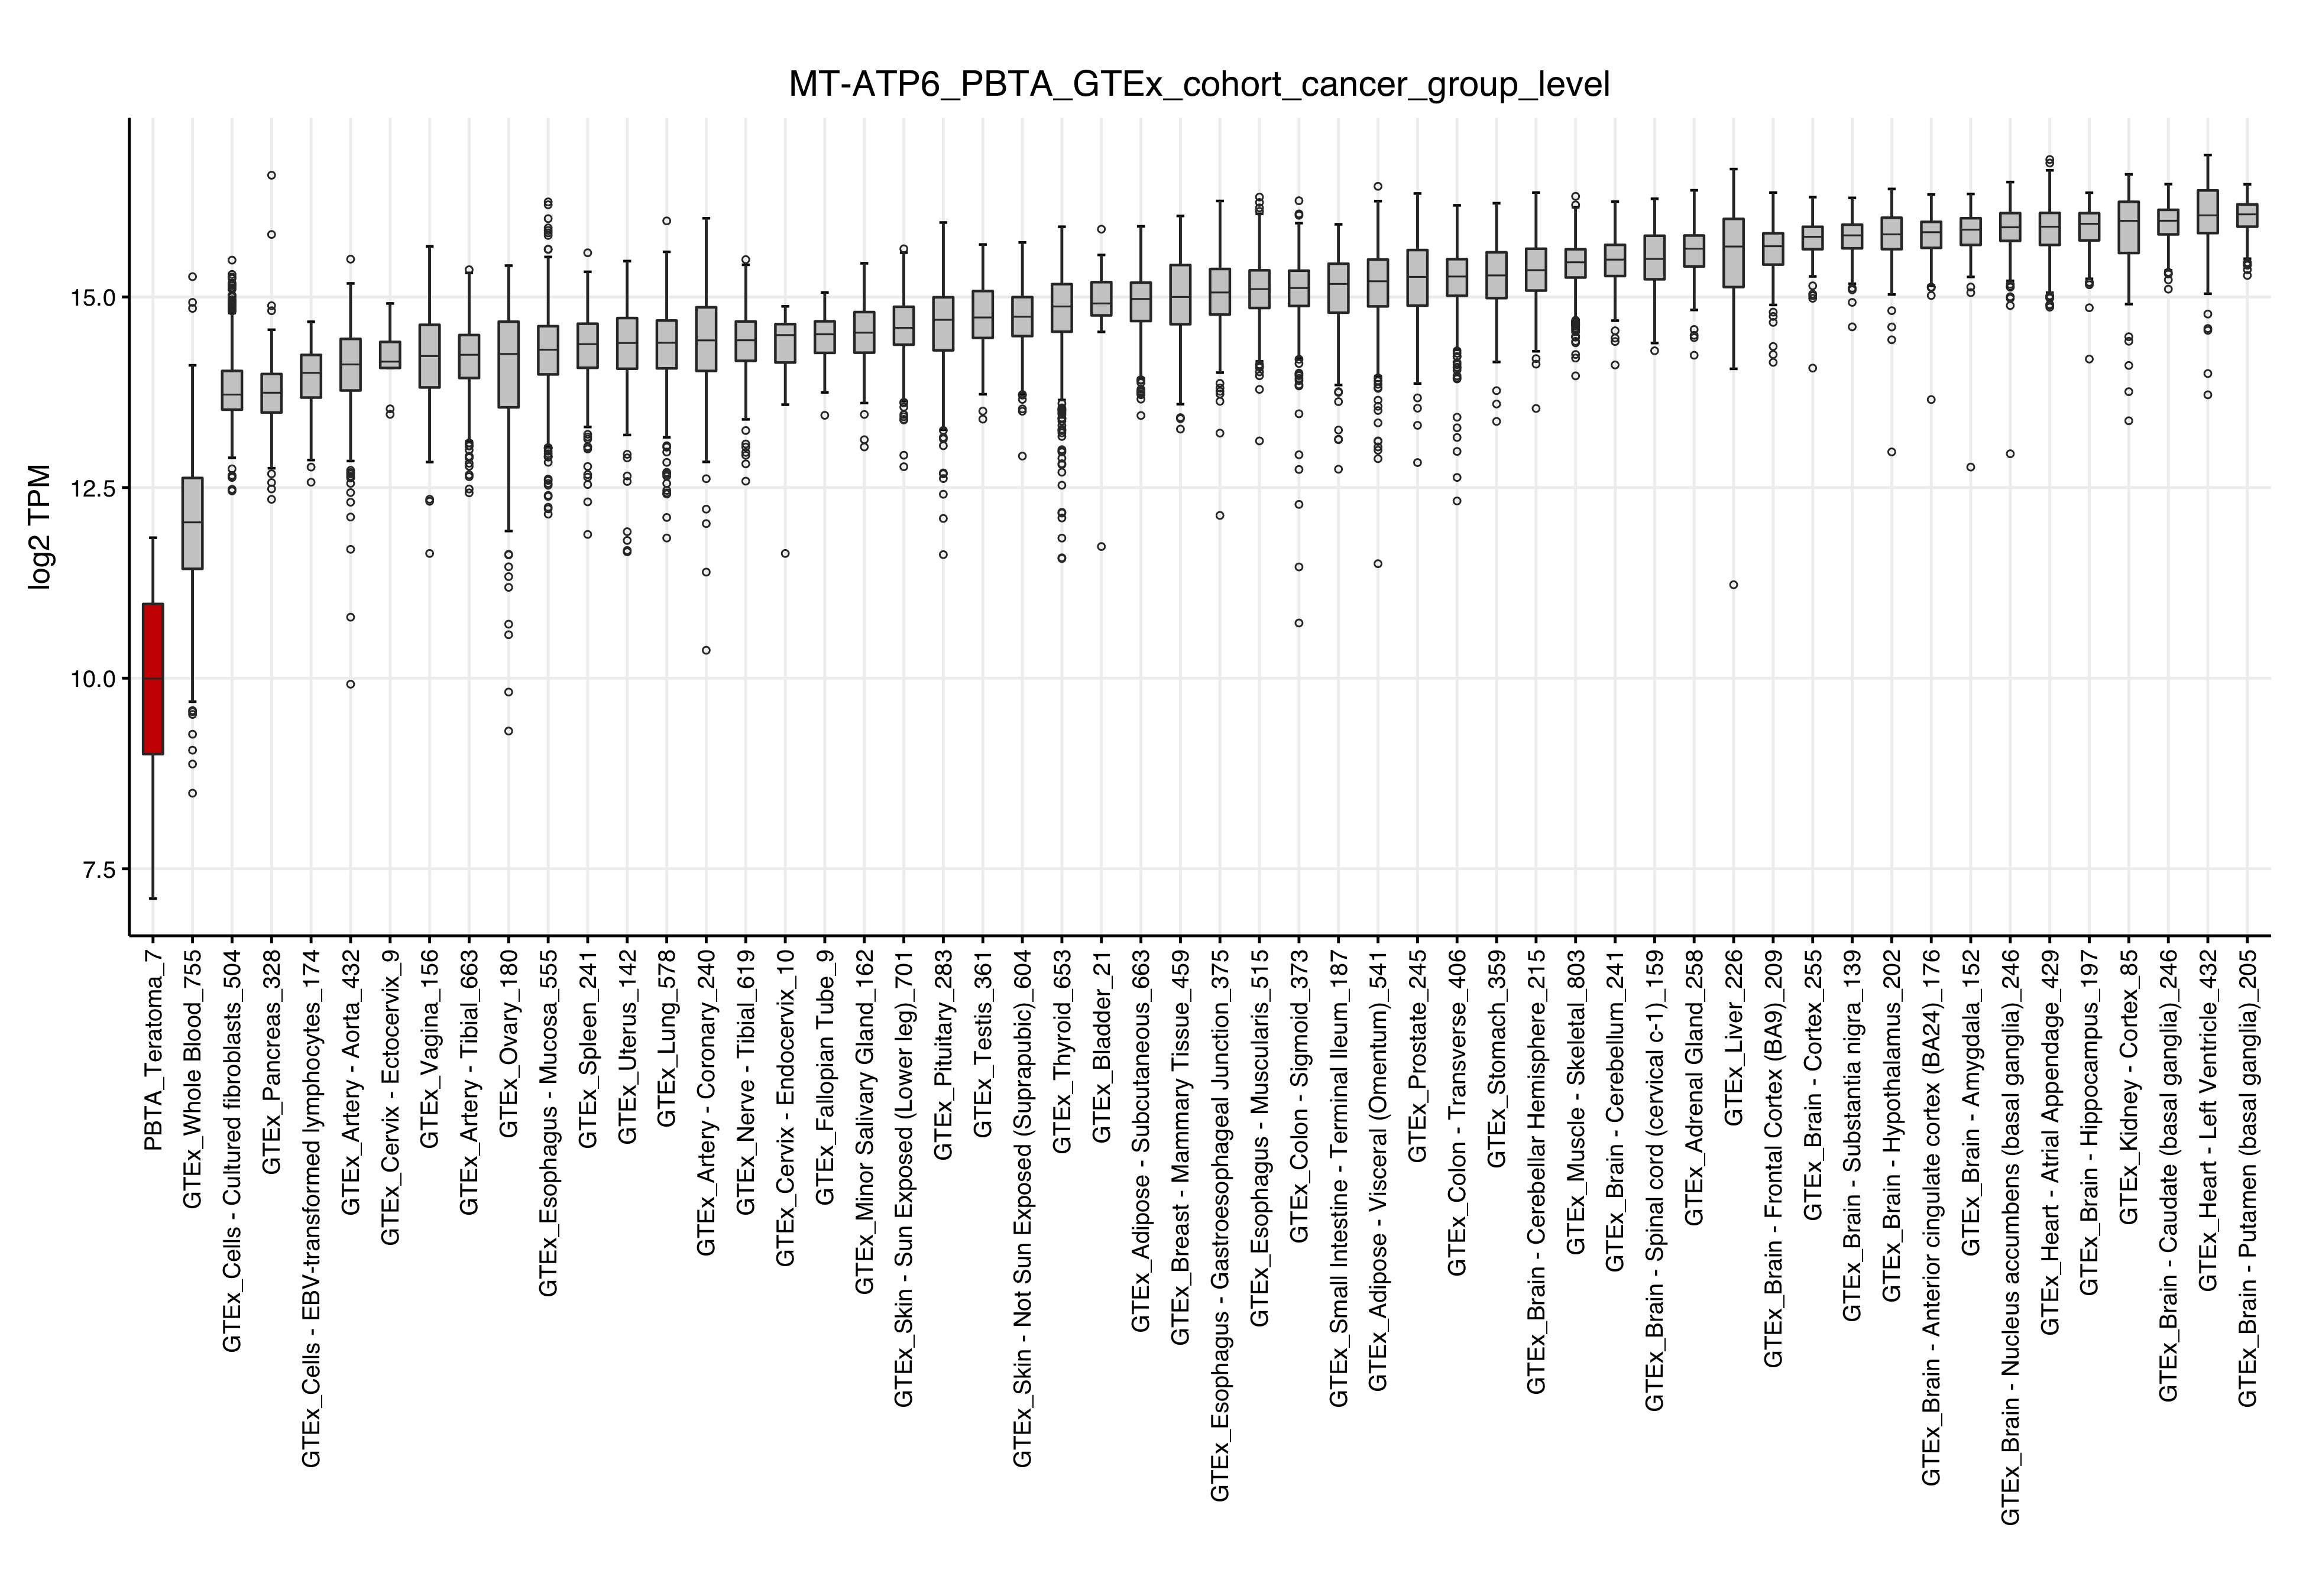 MT-ATP6_PBTA_GTEx_cohort_cancer_group_level
log2 TPM
15.0
12.5
10.0
7.5
PBTA_Teratoma_7
GTEx_Whole Blood_755
GTEx_Cells - Cultured fibroblasts_504
GTEx_Pancreas_328
GTEx_Cells - EBV-transformed lymphocytes_174
GTEx_Artery - Aorta_432
GTEx_Cervix - Ectocervix_9
GTEx_Vagina_156
GTEx_Artery - Tibial_663
GTEx_Ovary_180
GTEx_Esophagus - Mucosa_555
GTEx_Spleen_241
GTEx_Uterus_142
GTEx_Lung_578
GTEx_Artery - Coronary_240
GTEx_Nerve - Tibial_619
GTEx_Cervix - Endocervix_10
GTEx_Fallopian Tube_9
GTEx_Minor Salivary Gland_162
GTEx_Skin - Sun Exposed (Lower leg)_701
GTEx_Pituitary_283
GTEx_Testis_361
GTEx_Skin - Not Sun Exposed (Suprapubic)_604
GTEx_Thyroid_653
GTEx_Bladder_21
GTEx_Adipose - Subcutaneous_663
GTEx_Breast - Mammary Tissue_459
GTEx_Esophagus - Gastroesophageal Junction_375
GTEx_Esophagus - Muscularis_515
GTEx_Colon - Sigmoid_373
GTEx_Small Intestine - Terminal Ileum_187
GTEx_Adipose - Visceral (Omentum)_541
GTEx_Prostate_245
GTEx_Colon - Transverse_406
GTEx_Stomach_359
GTEx_Brain - Cerebellar Hemisphere_215
GTEx_Muscle - Skeletal_803
GTEx_Brain - Cerebellum_241
GTEx_Brain - Spinal cord (cervical c-1)_159
GTEx_Adrenal Gland_258
GTEx_Liver_226
GTEx_Brain - Frontal Cortex (BA9)_209
GTEx_Brain - Cortex_255
GTEx_Brain - Substantia nigra_139
GTEx_Brain - Hypothalamus_202
GTEx_Brain - Anterior cingulate cortex (BA24)_176
GTEx_Brain - Amygdala_152
GTEx_Brain - Nucleus accumbens (basal ganglia)_246
GTEx_Heart - Atrial Appendage_429
GTEx_Brain - Hippocampus_197
GTEx_Kidney - Cortex_85
GTEx_Brain - Caudate (basal ganglia)_246
GTEx_Heart - Left Ventricle_432
GTEx_Brain - Putamen (basal ganglia)_205